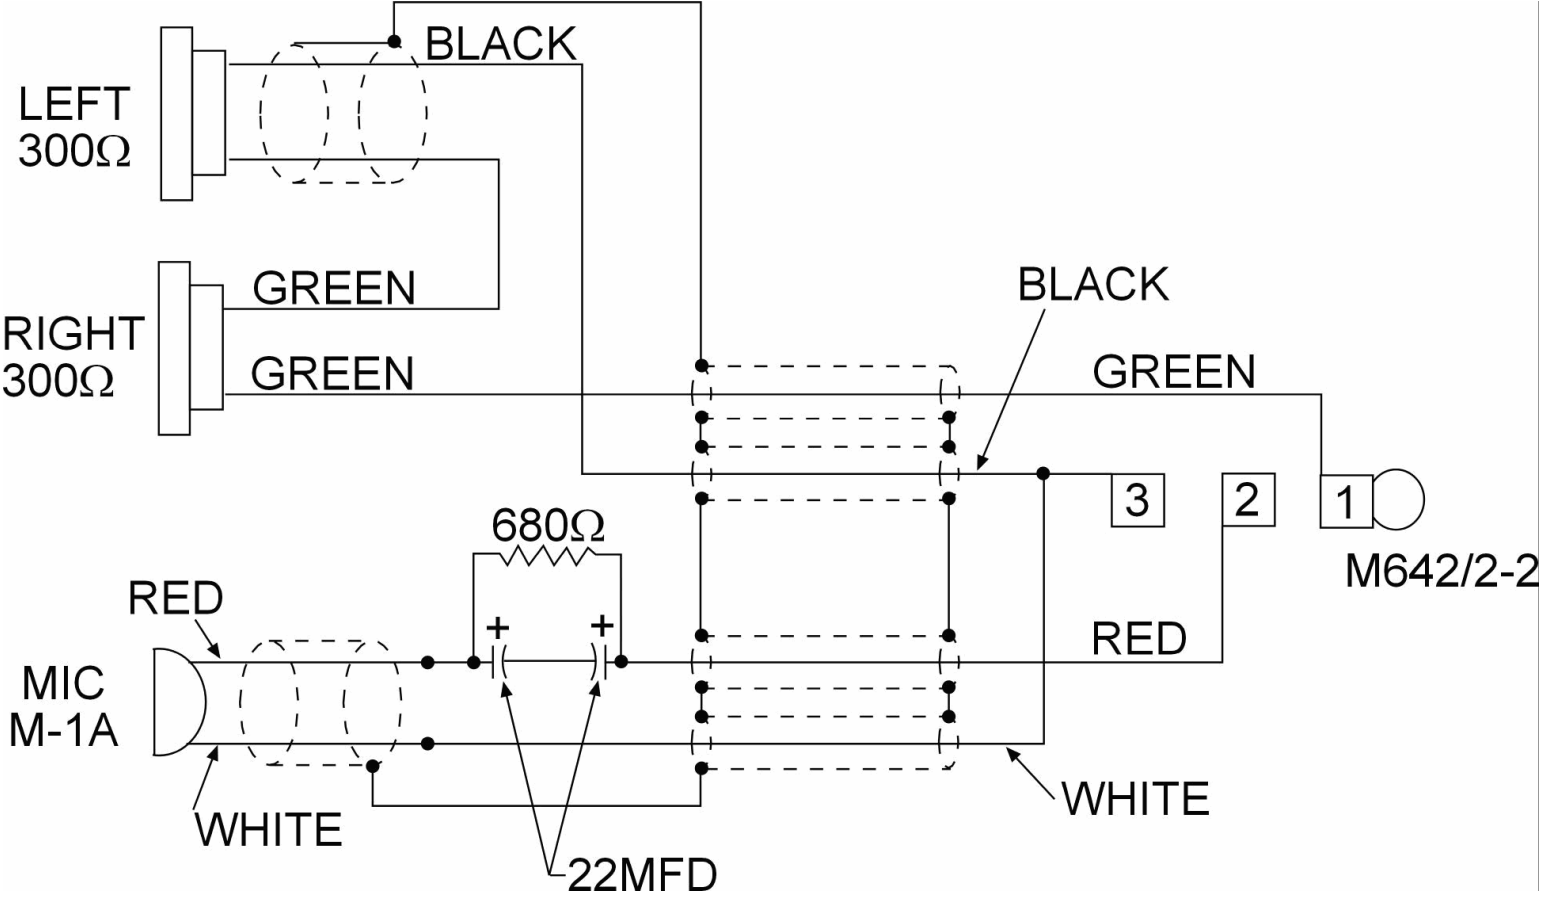 BLACK
LEFT
300Ω
GREEN
RIGHT
300Ω
GREEN
BLACK
GREEN
3
2
1
M642/2-2
680Ω
RED
+
+
RED
MIC
M-1A
WHITE
WHITE
22MFD